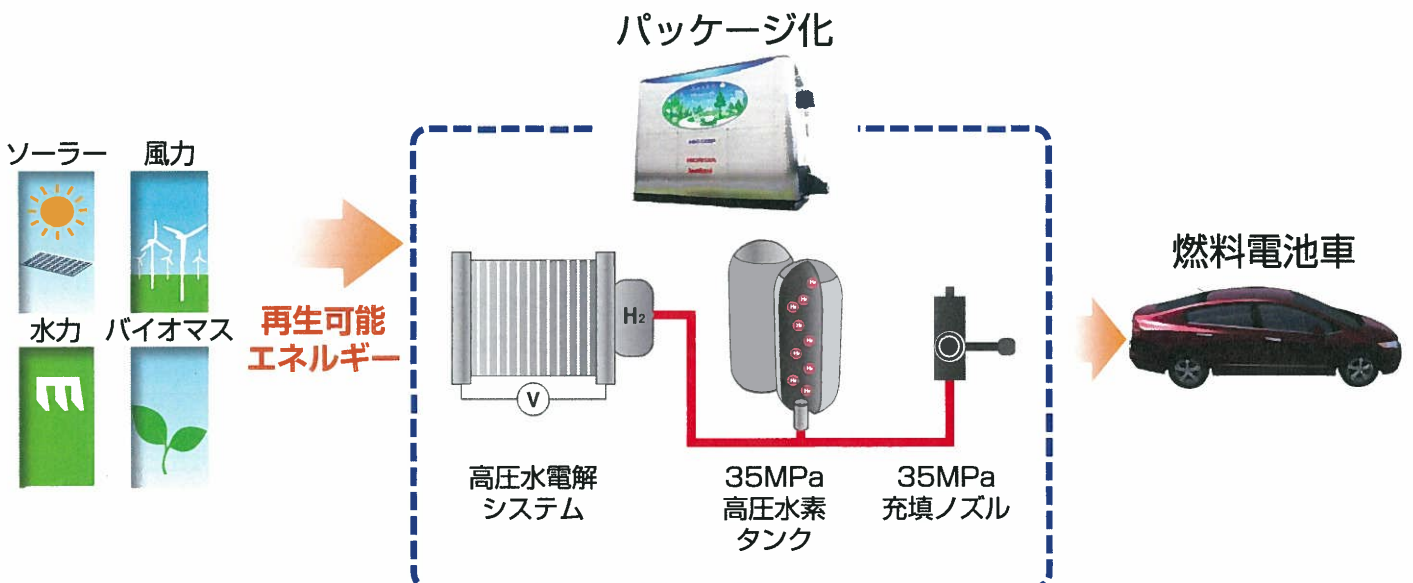 パッケージ化
ソーラー
風力
水力
バイオマス
再生可能
エネルギー
H₂
V
高圧水電解
システム
35MPa
高圧水素
タンク
35MPa
充填ノズル
燃料電池車